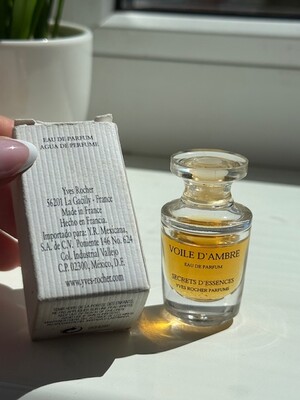 EAU DE PARFUM
AGUA DE PERFUME
Yves Rocher
56201 La Gacilly - France
Made in France
Hecho en Francia.
Importado por: Y.R. Mexicana,
S.A. de C.V. Poniente 146 No. 624
Col. Industrial Vallejo
C.P. 02300, México, D.F.
www.yves-rocher.com
VOILE D'AMBRE
EAU DE PARFUM
SECRETS D'ESSENCES
YVES ROCHER PARFUMS